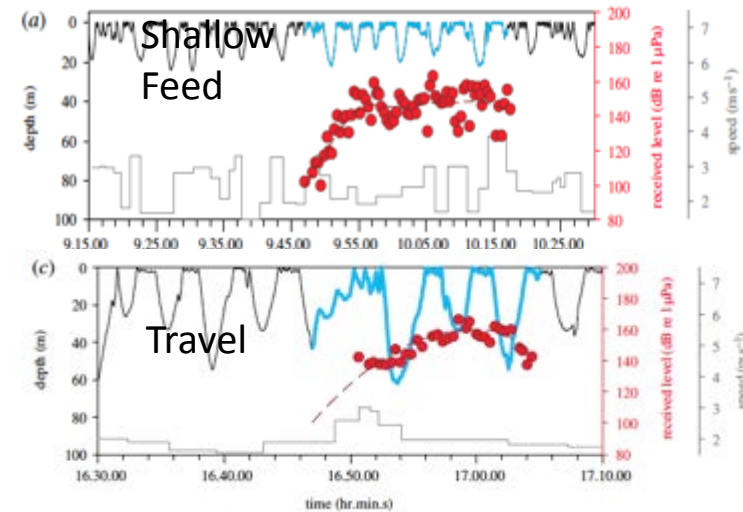 (a)
Shallow
Feed
0
20
40
60
80
100
depth (m)
200
180
160
140
120
100
80
received level (dB re 1 μPa)
7
6
5
4
3
2
speed (m s⁻¹)
9.15.00 9.25.00 9.35.00 9.45.00 9.55.00 10.05.00 10.15.00 10.25.00
(c)
Travel
0
20
40
60
80
100
depth (m)
200
180
160
140
120
100
80
received level (dB re 1 μPa)
7
6
5
4
3
2
speed (m s⁻¹)
16.30.00 16.40.00 16.50.00 17.00.00 17.10.00
time (hr.min.s)